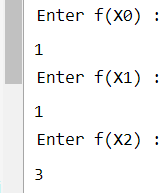 Enter f(X0) :
1
Enter f(X1) :
1
Enter f(X2) :
3